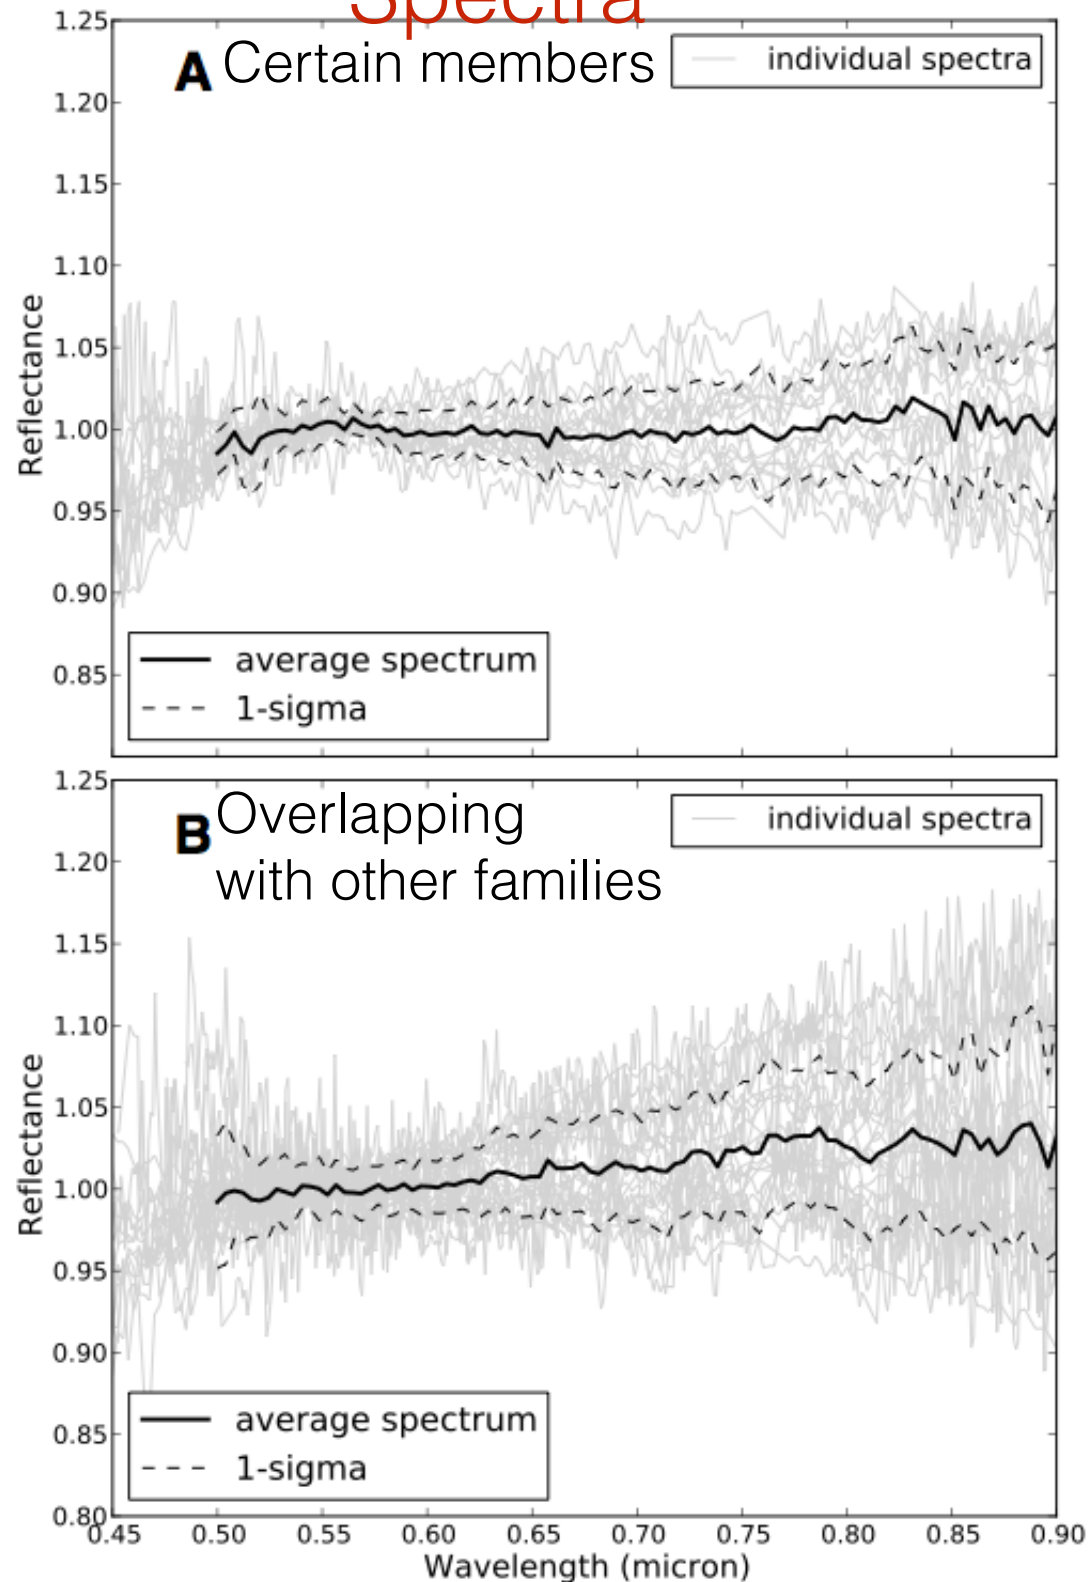 Spectra
1.25
A Certain members
individual spectra
1.20
1.15
1.10
1.05
1.00
0.95
0.90
0.85
Reflectance
average spectrum
1-sigma
1.25
B Overlapping
with other families
individual spectra
1.20
1.15
1.10
1.05
1.00
0.95
0.90
0.85
0.80
Reflectance
average spectrum
1-sigma
0.45 0.50 0.55 0.60 0.65 0.70 0.75 0.80 0.85 0.90
Wavelength (micron)